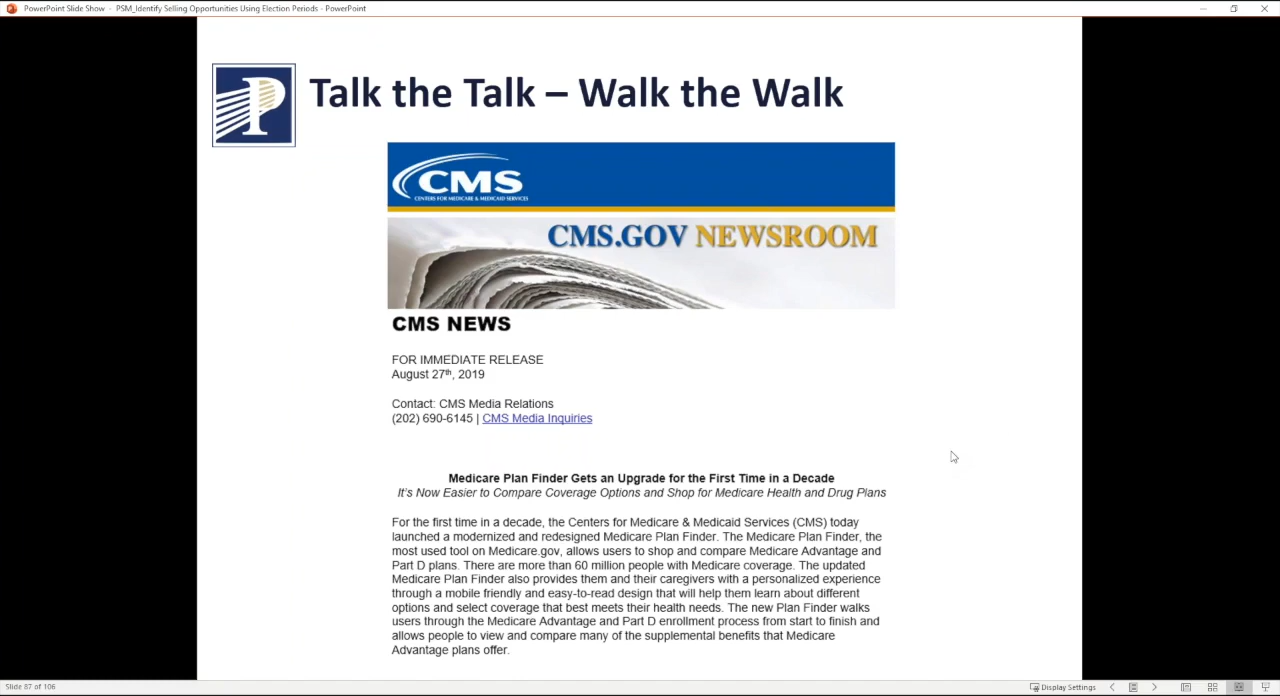 PowerPoint Slide Show - PSM_Identify Selling Opportunities Using Election Periods - PowerPoint
P
Talk the Talk – Walk the Walk
CMS
CENTERS FOR MEDICARE & MEDICAID SERVICES
CMS.GOV NEWSROOM
CMS NEWS
FOR IMMEDIATE RELEASE
August 27th, 2019
Contact: CMS Media Relations
(202) 690-6145 | CMS Media Inquiries
Medicare Plan Finder Gets an Upgrade for the First Time in a Decade
It's Now Easier to Compare Coverage Options and Shop for Medicare Health and Drug Plans
For the first time in a decade, the Centers for Medicare & Medicaid Services (CMS) today
launched a modernized and redesigned Medicare Plan Finder. The Medicare Plan Finder, the
most used tool on Medicare.gov, allows users to shop and compare Medicare Advantage and
Part D plans. There are more than 60 million people with Medicare coverage. The updated
Medicare Plan Finder also provides them and their caregivers with a personalized experience
through a mobile friendly and easy-to-read design that will help them learn about different
options and select coverage that best meets their health needs. The new Plan Finder walks
users through the Medicare Advantage and Part D enrollment process from start to finish and
allows people to view and compare many of the supplemental benefits that Medicare
Advantage plans offer.
Slide 87 of 106
Display Settings